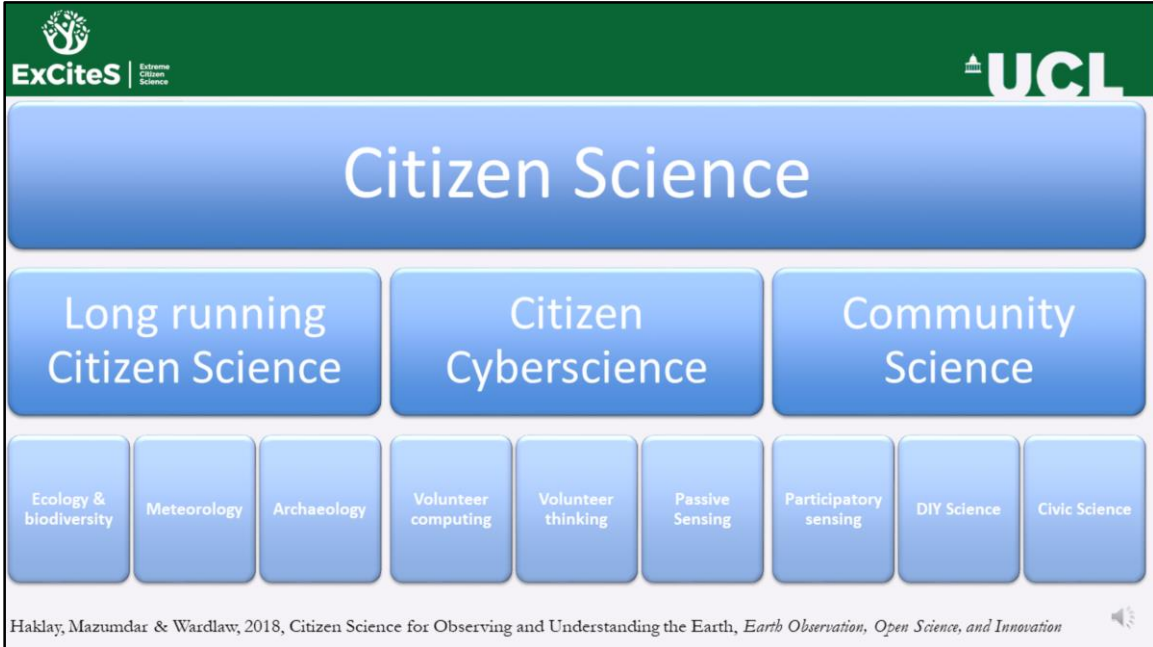 ExCiteS
Extreme
Citizen
Science
UCL
Citizen Science
Long running
Citizen Science
Citizen
Cyberscience
Community
Science
Ecology &
biodiversity
Meteorology
Archaeology
Volunteer
computing
Volunteer
thinking
Passive
Sensing
Participatory
sensing
DIY Science
Civic Science
Haklay, Mazumdar & Wardlaw, 2018, Citizen Science for Observing and Understanding the Earth, Earth Observation, Open Science, and Innovation